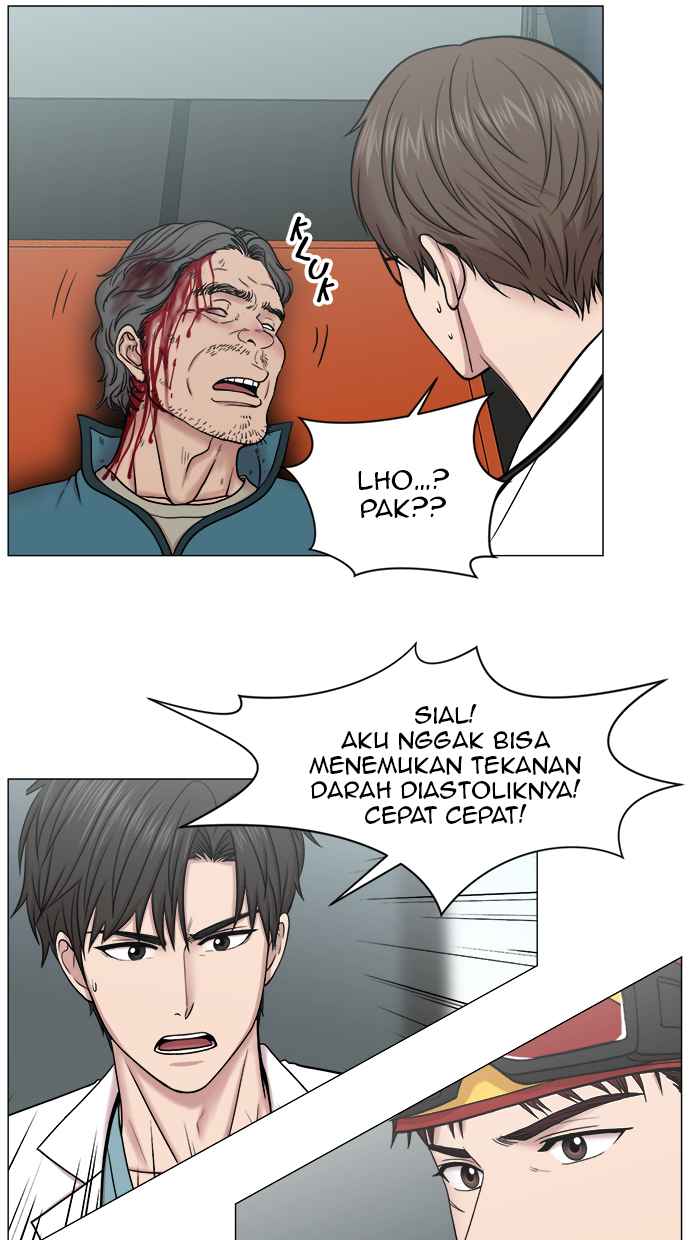 KLUK
LHO...?
PAK??
SIAL!
AKU NGGAK BISA
MENEMUKAN TEKANAN
DARAH DIASTOLIKNYA!
CEPAT CEPAT!